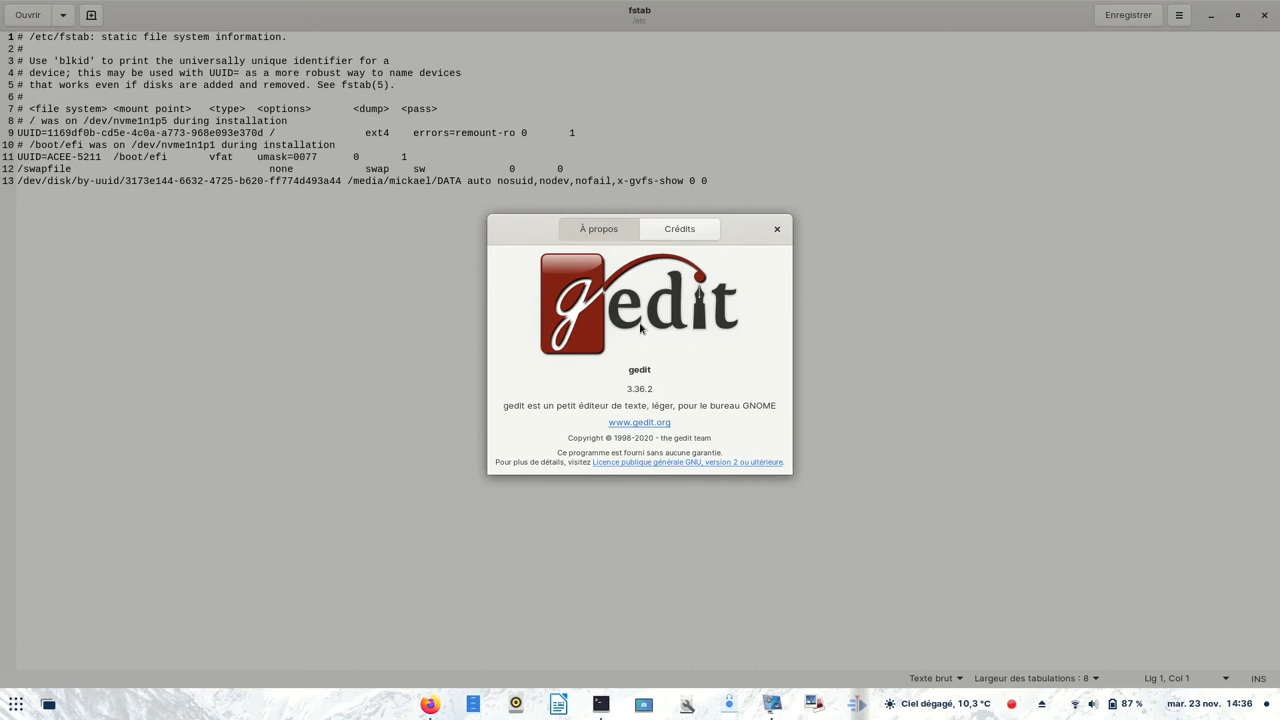 Ouvrir
fstab
/etc
Enregistrer
1 # /etc/fstab: static file system information.
2 #
3 # Use 'blkid' to print the universally unique identifier for a
4 # device; this may be used with UUID= as a more robust way to name devices
5 # that works even if disks are added and removed. See fstab(5).
6 #
7 # <file system> <mount point>   <type>  <options>       <dump>  <pass>
8 # / was on /dev/nvme1n1p5 during installation
9 UUID=1169df0b-cd5e-4c0a-a773-968e093e370d /               ext4    errors=remount-ro 0       1
10 # /boot/efi was on /dev/nvme1n1p1 during installation
11 UUID=ACEE-5211  /boot/efi       vfat    umask=0077      0       1
12 /swapfile                                 none            swap    sw              0       0
13 /dev/disk/by-uuid/3173e144-6632-4725-b620-ff774d493a44 /media/mickael/DATA auto nosuid,nodev,nofail,x-gvfs-show 0 0
À propos
Crédits
gedit
gedit
3.36.2
gedit est un petit éditeur de texte, léger, pour le bureau GNOME
www.gedit.org
Copyright © 1998-2020 - the gedit team
Ce programme est fourni sans aucune garantie.
Pour plus de détails, visitez Licence publique générale GNU, version 2 ou ultérieure.
Texte brut
Largeur des tabulations : 8
Lig 1, Col 1
INS
Ciel dégagé, 10,3 °C
87 %
mar. 23 nov.  14:36